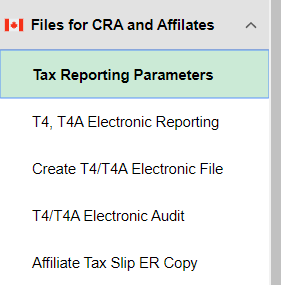 Files for CRA and Affilates
Tax Reporting Parameters
T4, T4A Electronic Reporting
Create T4/T4A Electronic File
T4/T4A Electronic Audit
Affiliate Tax Slip ER Copy